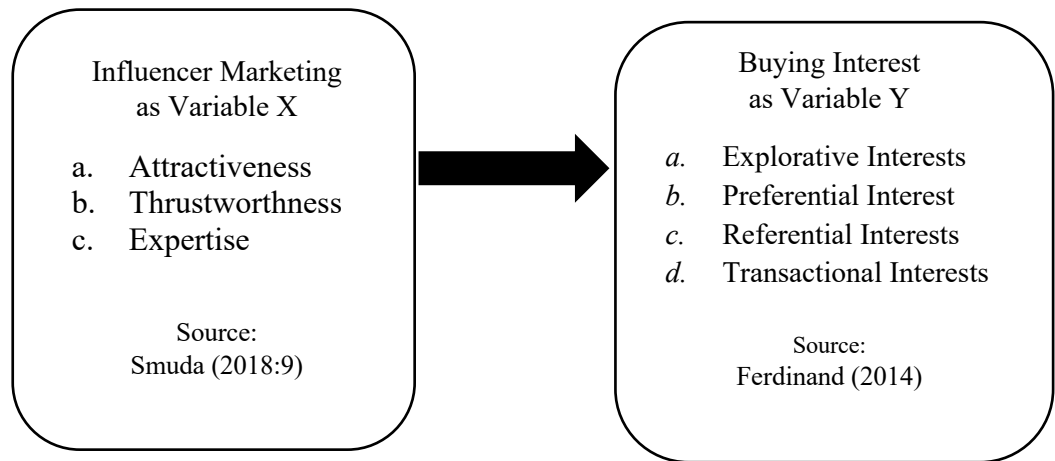 Influencer Marketing
as Variable X
a. Attractiveness
b. Thrustworthness
c. Expertise
Source:
Smuda (2018:9)
Buying Interest
as Variable Y
a. Explorative Interests
b. Preferential Interest
c. Referential Interests
d. Transactional Interests
Source:
Ferdinand (2014)